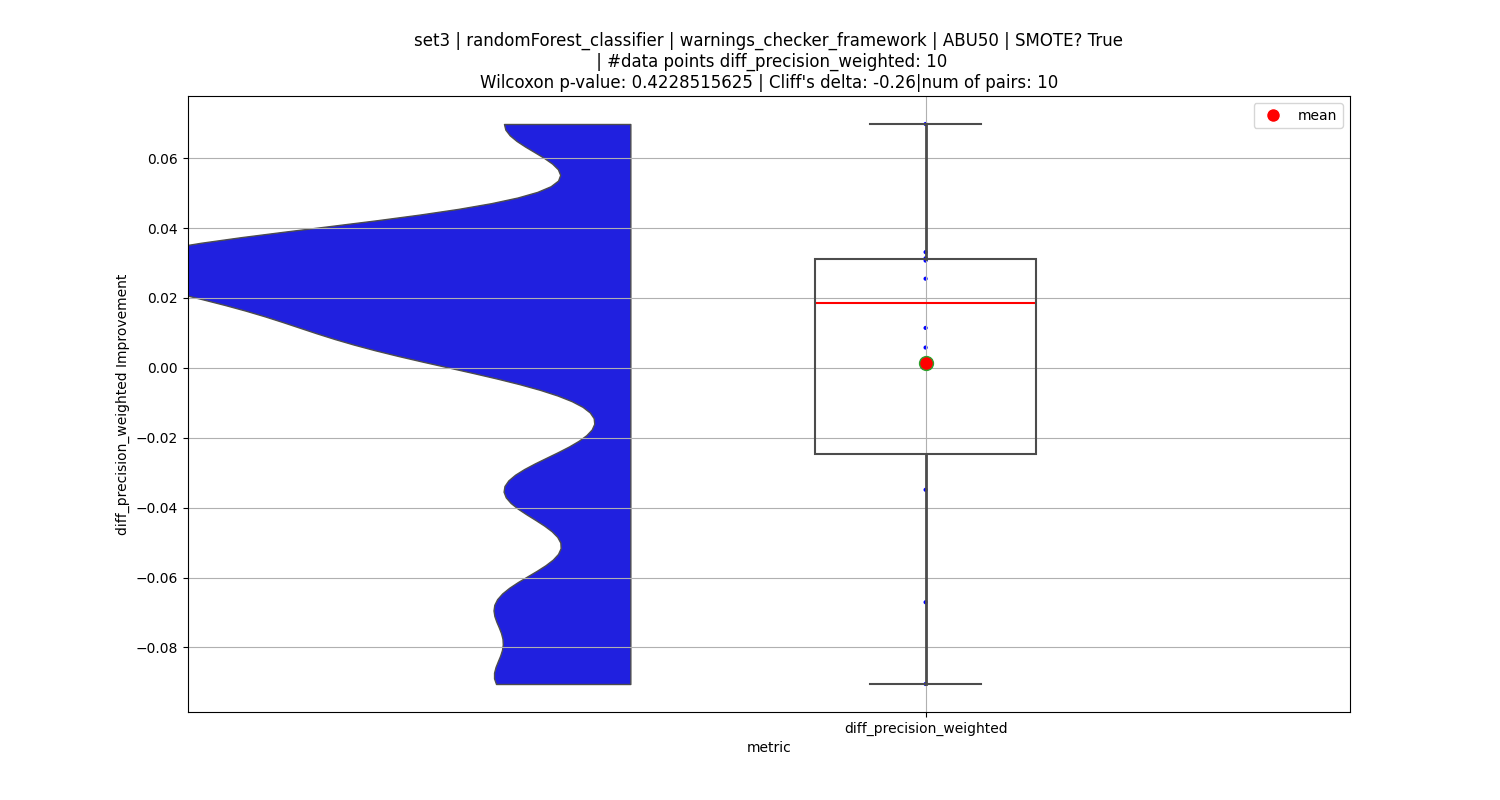 set3 | randomForest_classifier | warnings_checker_framework | ABU50 | SMOTE? True
| #data points diff_precision_weighted: 10
Wilcoxon p-value: 0.4228515625 | Cliff's delta: -0.26|num of pairs: 10
mean
0.06
0.04
0.02
0.00
−0.02
−0.04
−0.06
−0.08
diff_precision_weighted Improvement
diff_precision_weighted
metric